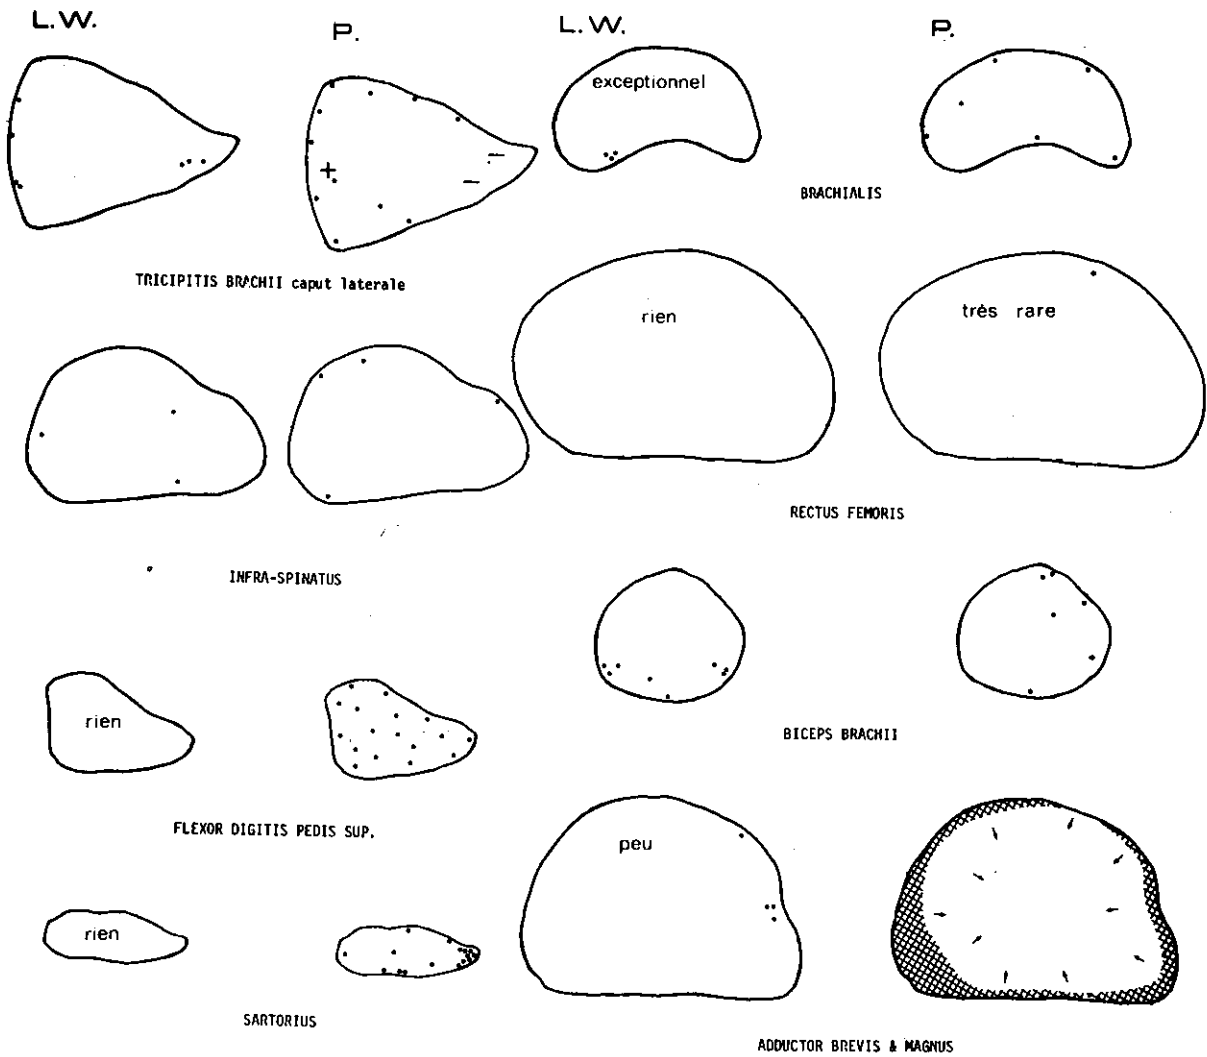 L.W.
P.
L.W.
P.
exceptionnel
BRACHIALIS
+
TRICIPITIS BRACHII caput laterale
rien
très rare
RECTUS FEMORIS
INFRA-SPINATUS
rien
BICEPS BRACHII
FLEXOR DIGITIS PEDIS SUP.
peu
rien
SARTORIUS
ADDUCTOR BREVIS & MAGNUS